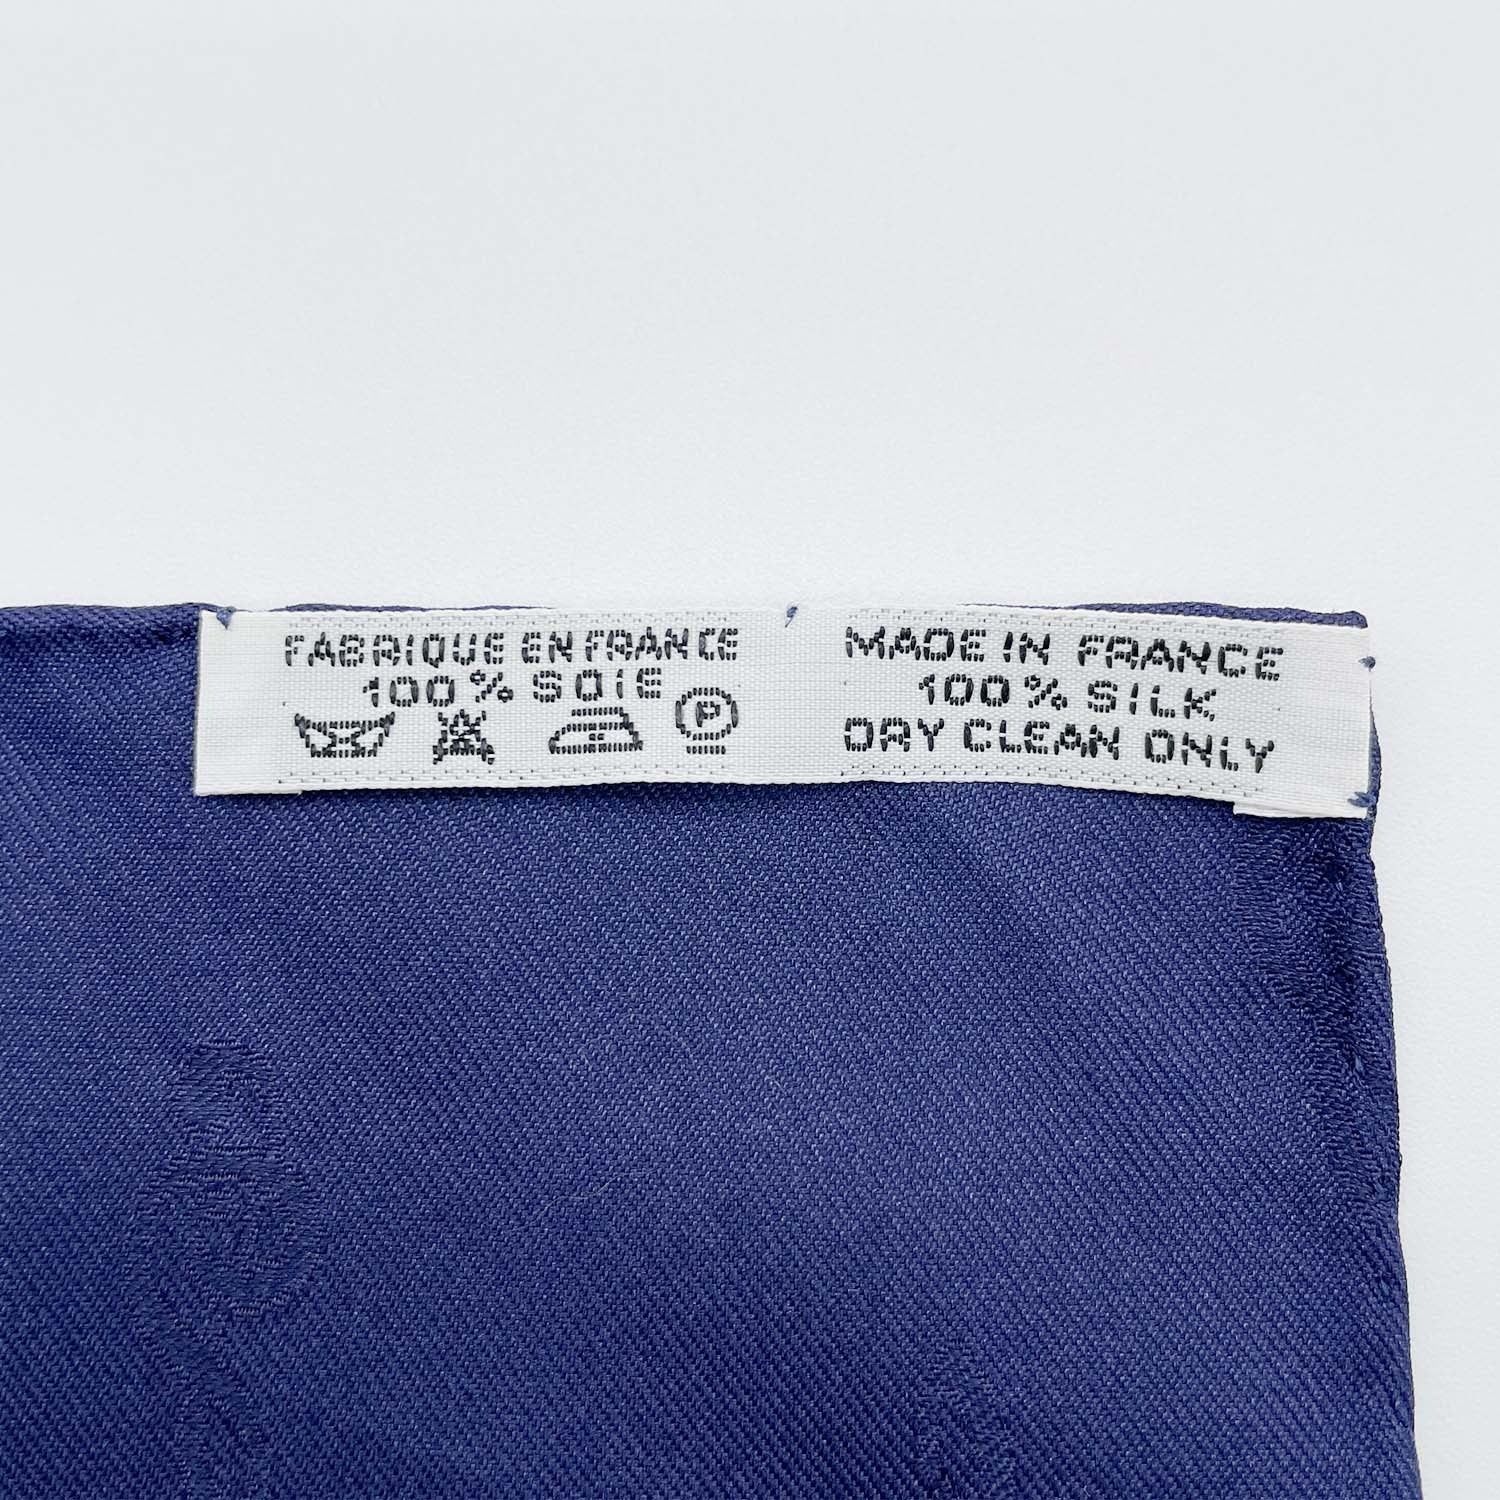 FABRIQUE EN FRANCE
100% SOIE
P
MADE IN FRANCE
100% SILK
DRY CLEAN ONLY